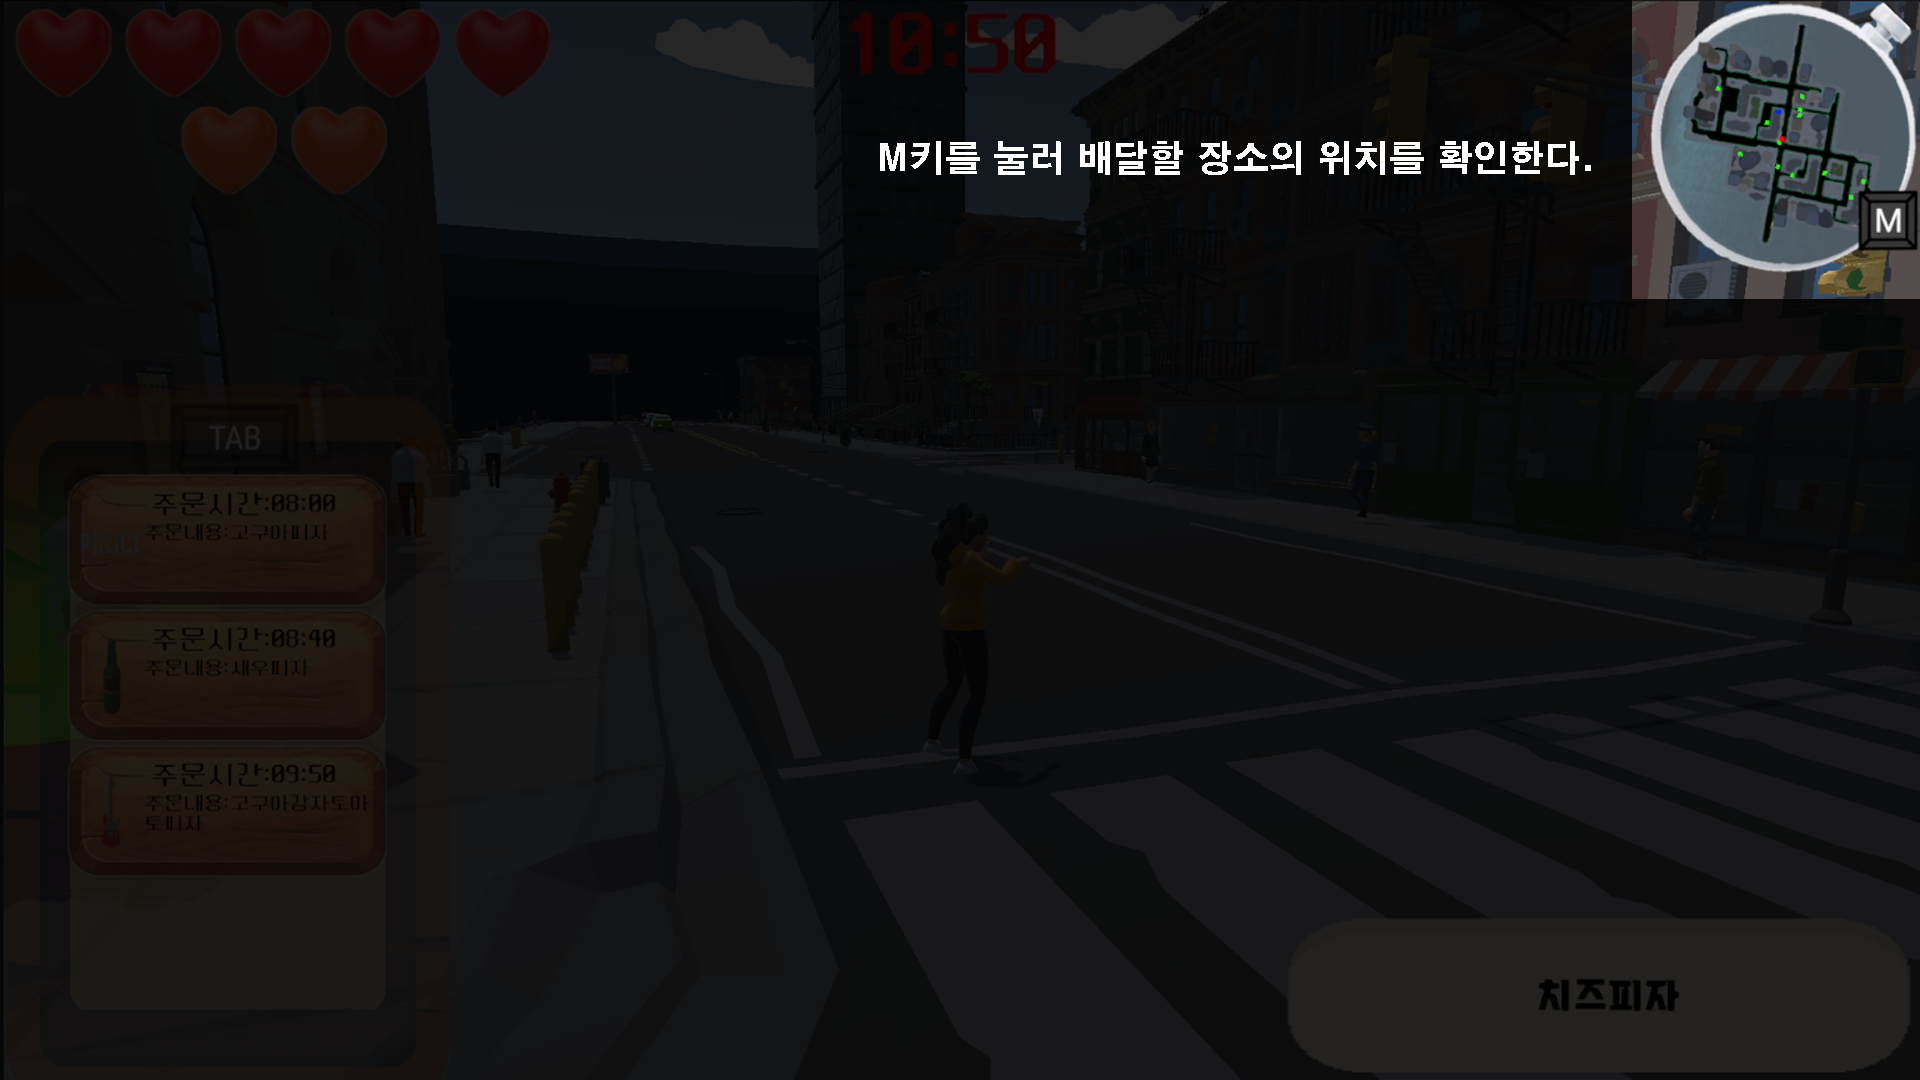 10:50
M키를 눌러 배달할 장소의 위치를 확인한다.
M
TAB
주문시간:08:00
주문내용:고구마피자
POLICE
주문시간:08:40
주문내용:새우피자
주문시간:09:50
주문내용:고구마감자토마
토피자
치즈피자